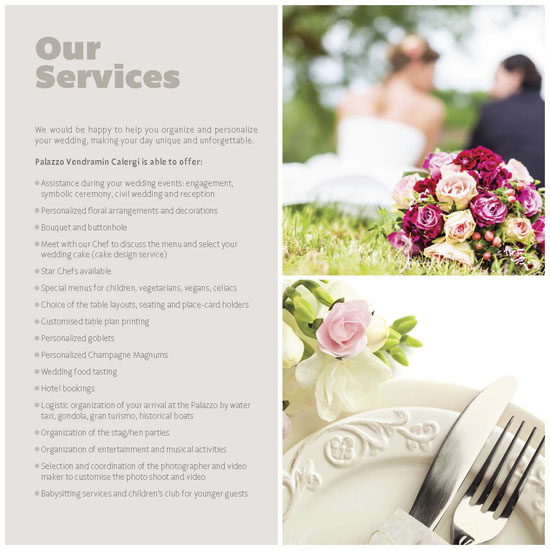 Our
Services
We would be happy to help you organize and personalize
your wedding, making your day unique and unforgettable.
Palazzo Vendramin Calergi is able to offer:
Assistance during your wedding events: engagement,
symbolic ceremony, civil wedding and reception
Personalized floral arrangements and decorations
Bouquet and buttonhole
Meet with our Chef to discuss the menu and select your
wedding cake (cake design service)
Star Chefs available
Special menus for children, vegetarians, vegans, celiacs
Choice of the table layouts, seating and place-card holders
Customised table plan printing
Personalized goblets
Personalized Champagne Magnums
Wedding food tasting
Hotel bookings
Logistic organization of your arrival at the Palazzo by water
taxi, gondola, gran turismo, historical boats
Organization of the stag/hen parties
Organization of entertainment and musical activities
Selection and coordination of the photographer and video
maker to customise the photo shoot and video
Babysitting services and children's club for younger guests